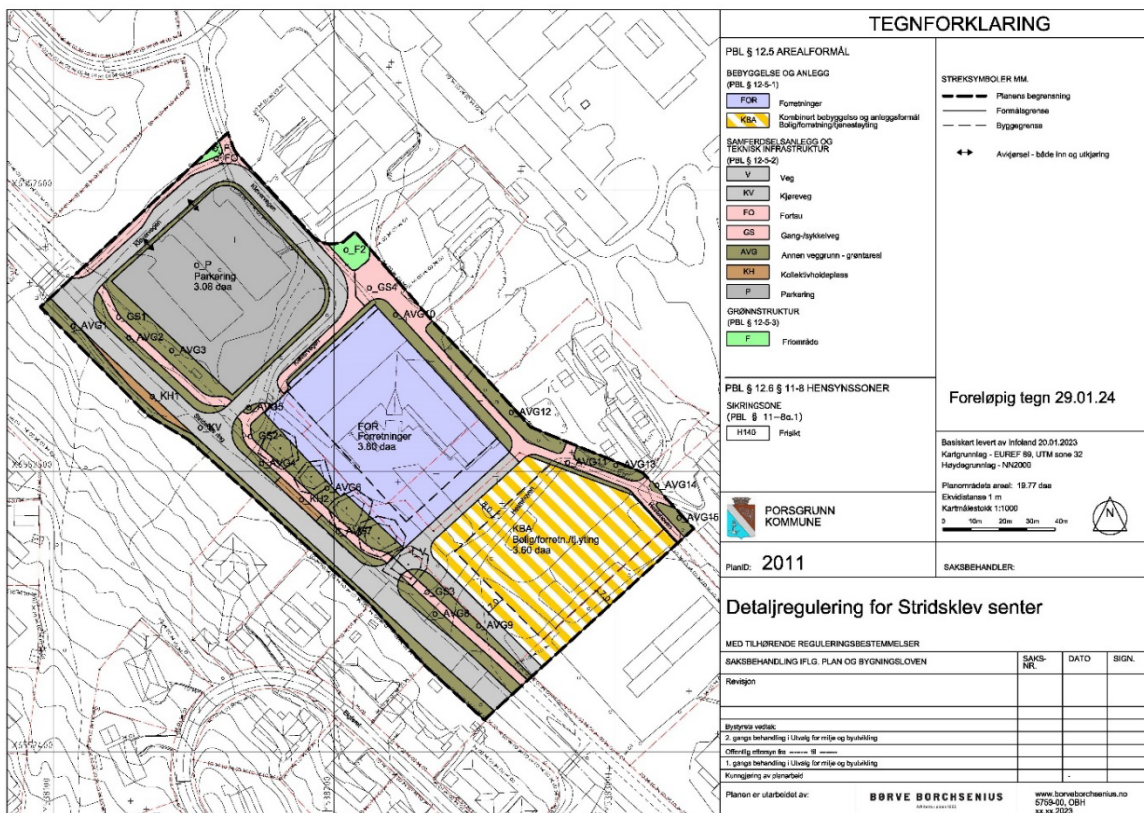 TEGNFORKLARING
PBL § 12.5 AREALFORMÅL
BEBYGGELSE OG ANLEGG
(PBL § 12-5-1)
FOR Forretninger
KBA Kombinert bebyggelse og anleggsformål
Bolig/forretning/tjenesteyting
SAMFERDSELSANLEGG OG
TEKNISK INFRASTRUKTUR
(PBL § 12-5-2)
V Veg
KV Kjøreveg
FO Fortau
GS Gang-/sykkelveg
AVG Annen veggrunn - grøntareal
KH Kollektivholdeplass
P Parkering
GRØNNSTRUKTUR
(PBL § 12-5-3)
F Friområde
STREKSYMBOLER MM.
Planens begrensning
Formålsgrense
Byggegrense
Avkjørsel - både inn og utkjøring
PBL § 12.6 § 11-8 HENSYNSSONER
SIKRINGSONE
(PBL § 11-8a.1)
H140 Frisikt
Foreløpig tegn 29.01.24
Basiskart levert av Infoland 20.01.2023
Kartgrunnlag - EUREF 89, UTM sone 32
Høydegrunnlag - NN2000
Planområdets areal: 19.77 daa
Ekvidistanse 1 m
Kartmålestokk 1:1000
0 10m 20m 30m 40m
N
PORSGRUNN
KOMMUNE
PlanID: 2011
SAKSBEHANDLER:
Detaljregulering for Stridsklev senter
MED TILHØRENDE REGULERINGSBESTEMMELSER
SAKSBEHANDLING IFLG. PLAN OG BYGNINGSLOVEN SAKS-
NR. DATO SIGN.
Revisjon
Bystyrets vedtak:
2. gangs behandling i Utvalg for miljø og byutvikling
Offentlig ettersyn fra ------- til -------
1. gangs behandling i Utvalg for miljø og byutvikling
Kunngjøring av planarbeid -
Planen er utarbeidet av:
BØRVE BORCHSENIUS
www.borveborchsenius.no
5759-00, OBH
xx.xx 2023
o_FO
Klevavegen
o_F2
o_P
Parkering
3.08 daa
o_GS4
o_AVG1
o_GS1
o_AVG2
o_AVG3
o_AVG10
o_KH1
o_KV
o_AVG5
o_GS2
o_AVG4
FOR
Forretninger
3.80 daa
o_AVG12
o_AVG6
o_KH2
o_AVG11
o_AVG13
o_AVG14
o_AVG15
KBA
Bolig/forretn./tj.yting
3.60 daa
o_AVG7
o_GS3
o_AVG8
o_AVG9